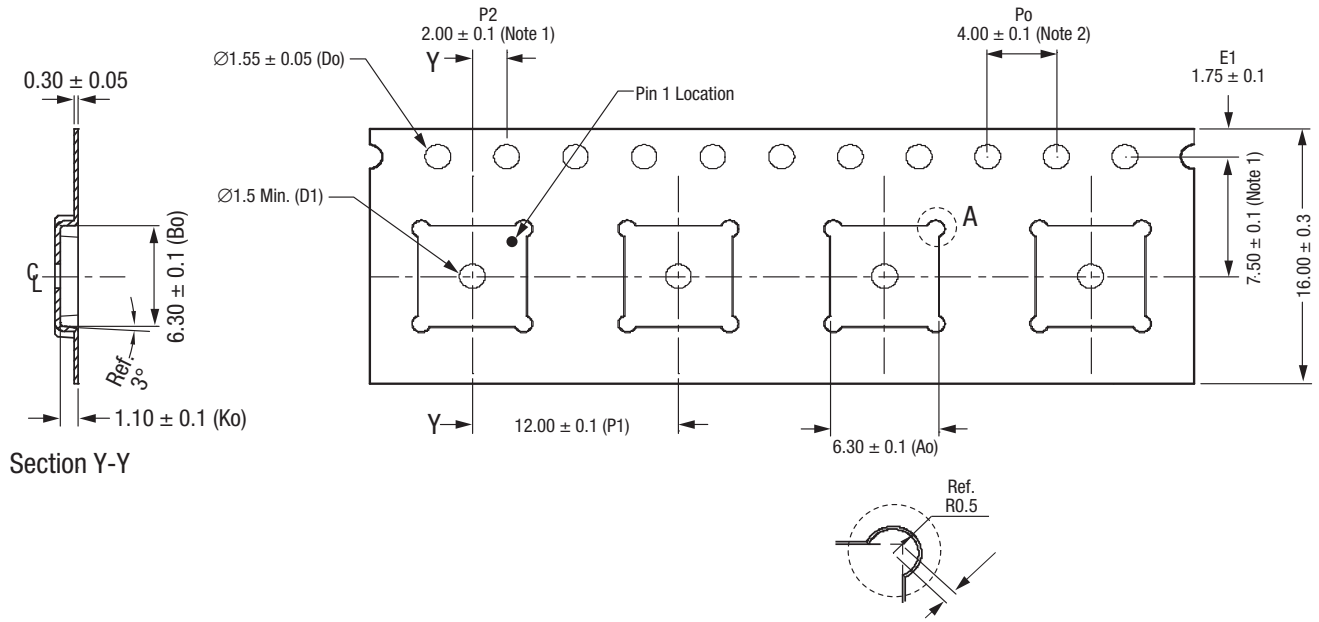 P2
2.00 ± 0.1 (Note 1)
Po
4.00 ± 0.1 (Note 2)
E1
1.75 ± 0.1
∅1.55 ± 0.05 (Do)
Y
0.30 ± 0.05
Pin 1 Location
∅1.5 Min. (D1)
A
7.50 ± 0.1 (Note 1)
16.00 ± 0.3
CL
6.30 ± 0.1 (Bo)
Ref.
3°
1.10 ± 0.1 (Ko)
Y
12.00 ± 0.1 (P1)
6.30 ± 0.1 (Ao)
Section Y-Y
Ref.
R0.5